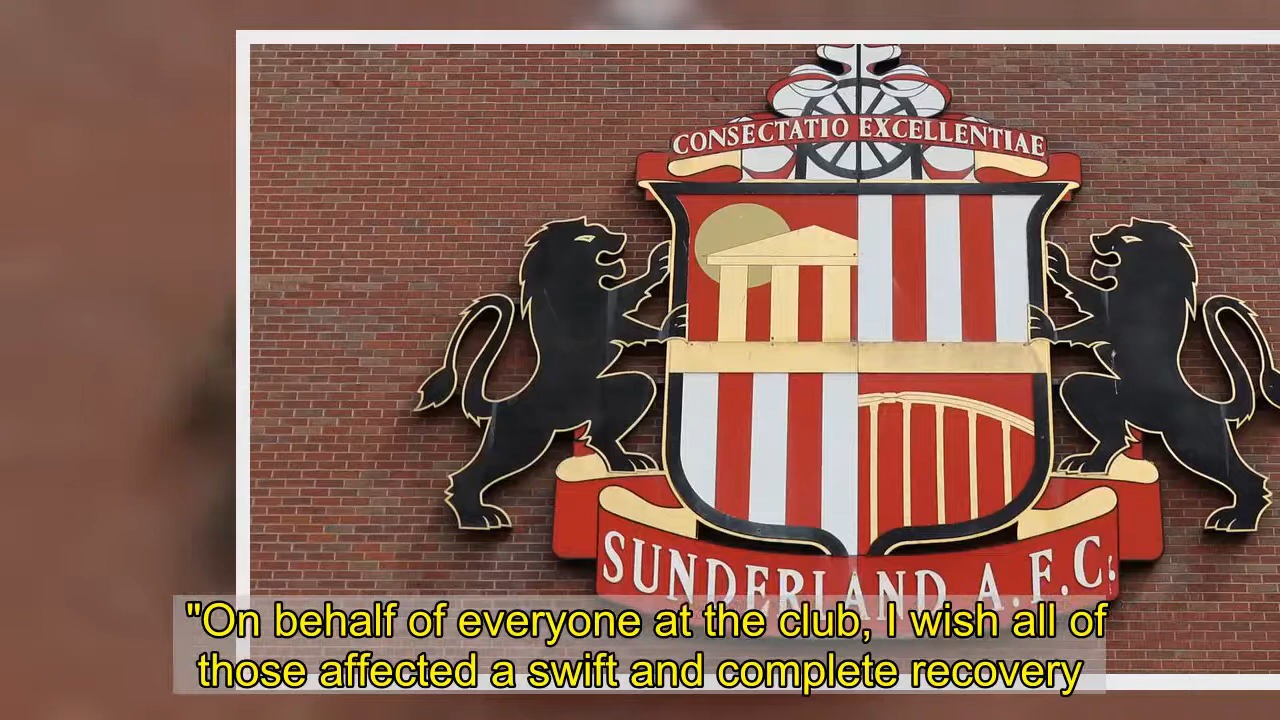 CONSECTATIO EXCELLENTIAE
SUNDERLAND A.F.C.
"On behalf of everyone at the club, I wish all of
those affected a swift and complete recovery